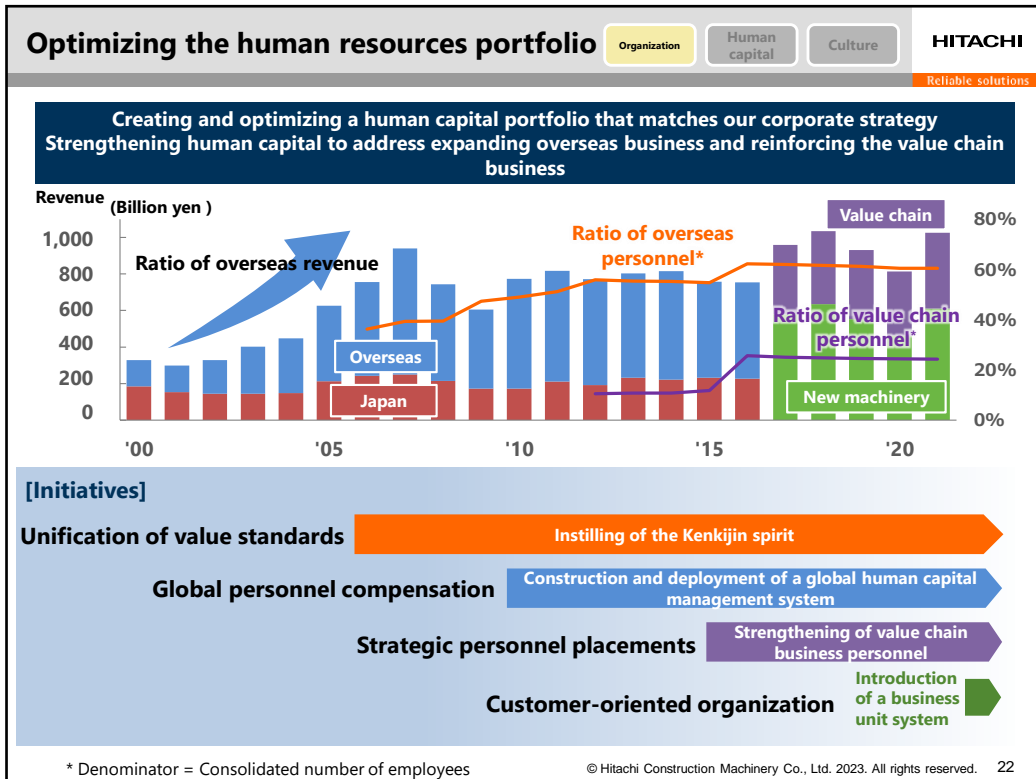 Optimizing the human resources portfolio
Organization
Human
capital
Culture
HITACHI
Reliable solutions
Creating and optimizing a human capital portfolio that matches our corporate strategy
Strengthening human capital to address expanding overseas business and reinforcing the value chain
business
Revenue
(Billion yen )
1,000
800
600
400
200
0
Ratio of overseas revenue
Overseas
Japan
Ratio of overseas
personnel*
Value chain
Ratio of value chain
personnel*
New machinery
80%
60%
40%
20%
0%
'00
'05
'10
'15
'20
[Initiatives]
Unification of value standards
Instilling of the Kenkijin spirit
Global personnel compensation
Construction and deployment of a global human capital
management system
Strategic personnel placements
Strengthening of value chain
business personnel
Customer-oriented organization
Introduction
of a business
unit system
* Denominator = Consolidated number of employees
© Hitachi Construction Machinery Co., Ltd. 2023. All rights reserved.
22